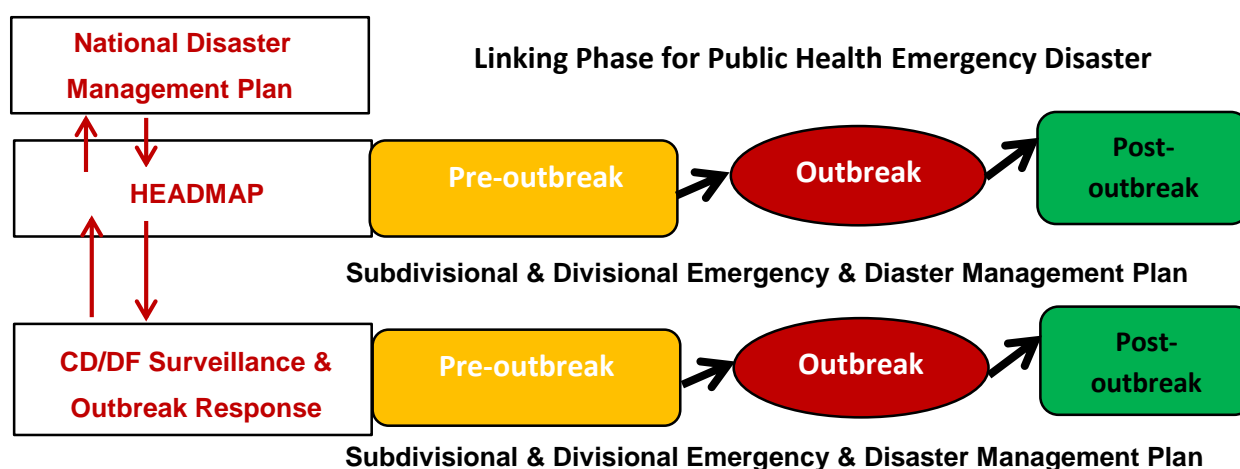 National Disaster
Management Plan
Linking Phase for Public Health Emergency Disaster
HEADMAP
Pre-outbreak
Outbreak
Post-
outbreak
Subdivisional & Divisional Emergency & Diaster Management Plan
CD/DF Surveillance &
Outbreak Response
Pre-outbreak
Outbreak
Post-
outbreak
Subdivisional & Divisional Emergency & Disaster Management Plan